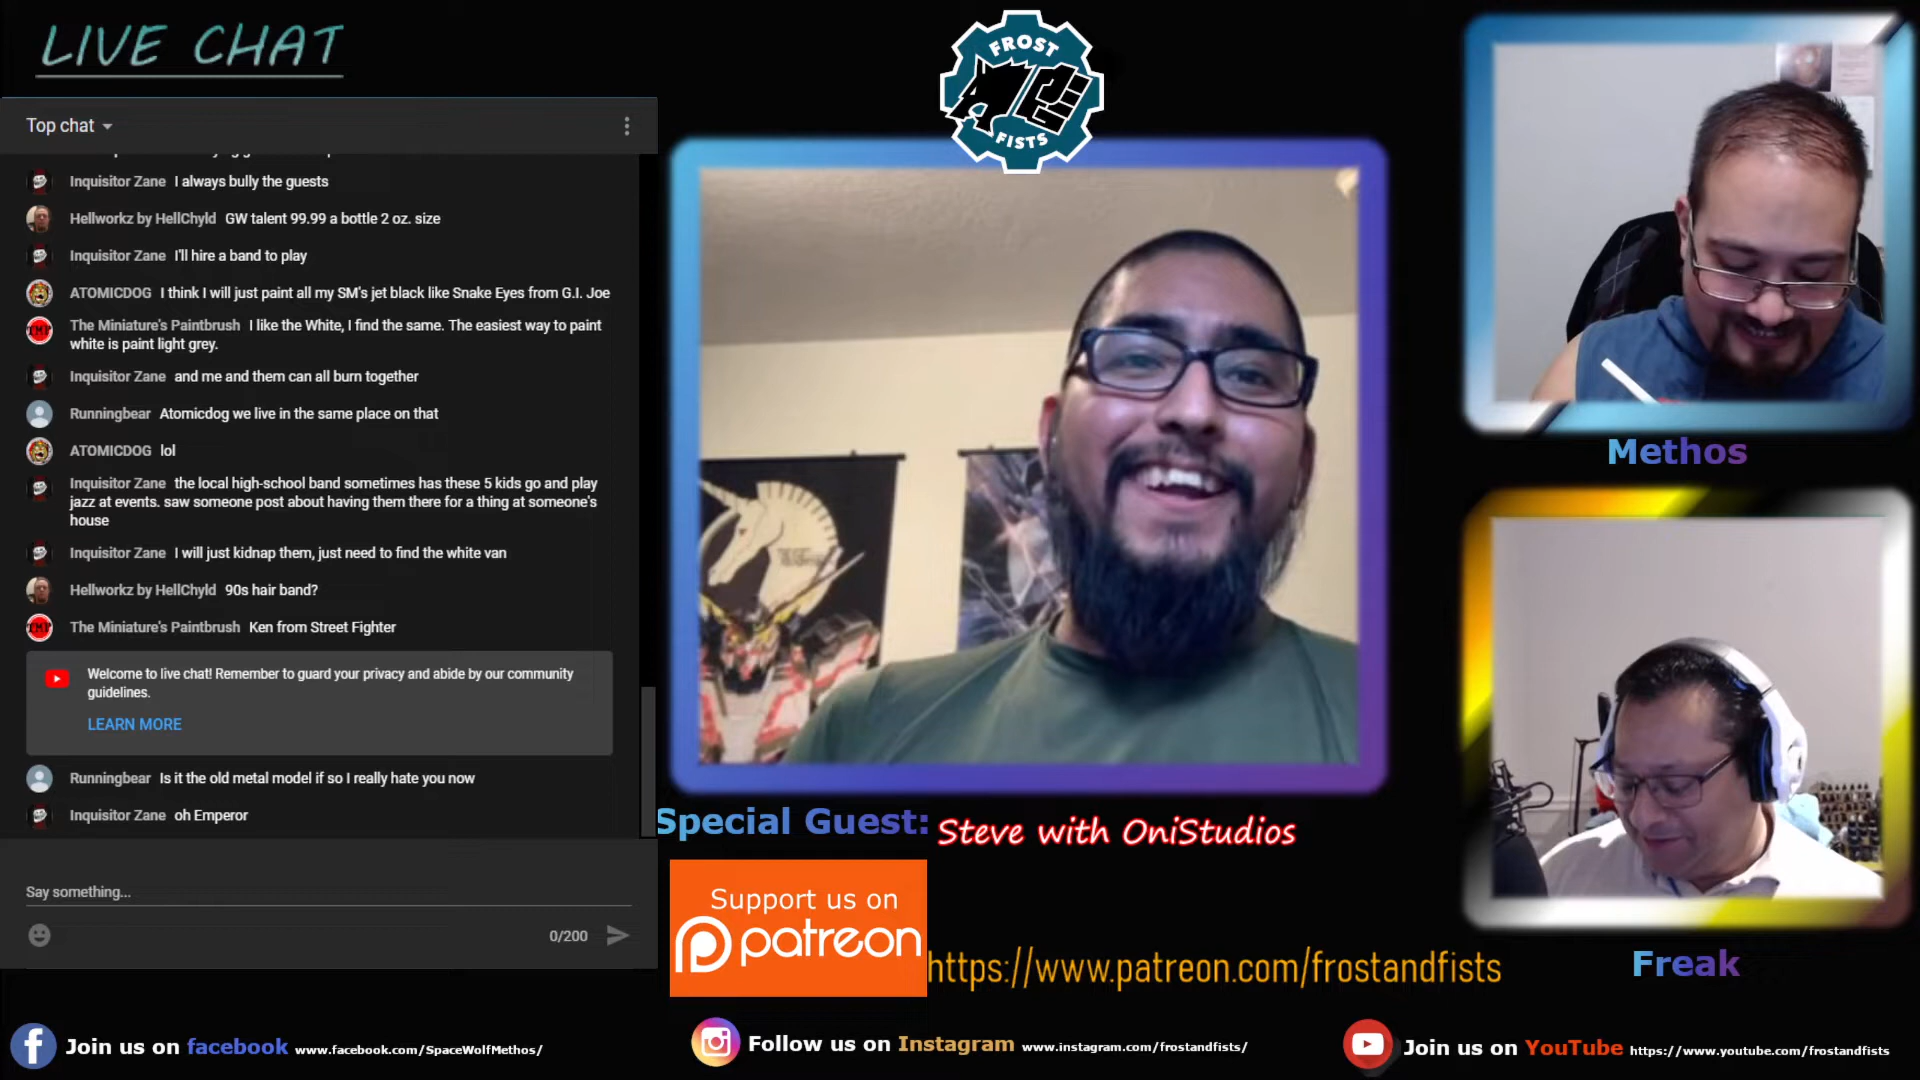 LIVE CHAT
Top chat
Inquisitor Zane I always bully the guests
Hellworkz by HellChyld GW talent 99.99 a bottle 2 oz. size
Inquisitor Zane I'll hire a band to play
ATOMICDOG I think I will just paint all my SM's jet black like Snake Eyes from G.I. Joe
The Miniature's Paintbrush I like the White, I find the same. The easiest way to paint
white is paint light grey.
Inquisitor Zane and me and them can all burn together
Runningbear Atomicdog we live in the same place on that
ATOMICDOG lol
Inquisitor Zane the local high-school band sometimes has these 5 kids go and play
jazz at events. saw someone post about having them there for a thing at someone's
house
Inquisitor Zane I will just kidnap them, just need to find the white van
Hellworkz by HellChyld 90s hair band?
TMP The Miniature's Paintbrush Ken from Street Fighter
Welcome to live chat! Remember to guard your privacy and abide by our community
guidelines.
LEARN MORE
Runningbear Is it the old metal model if so I really hate you now
Inquisitor Zane oh Emperor
Say something...
0/200
FROST
FISTS
Methos
Freak
Special Guest: Steve with OniStudios
Support us on
patreon
https://www.patreon.com/frostandfists
Join us on facebook www.facebook.com/SpaceWolfMethos/
Follow us on Instagram www.instagram.com/frostandfists/
Join us on YouTube https://www.youtube.com/frostandfists